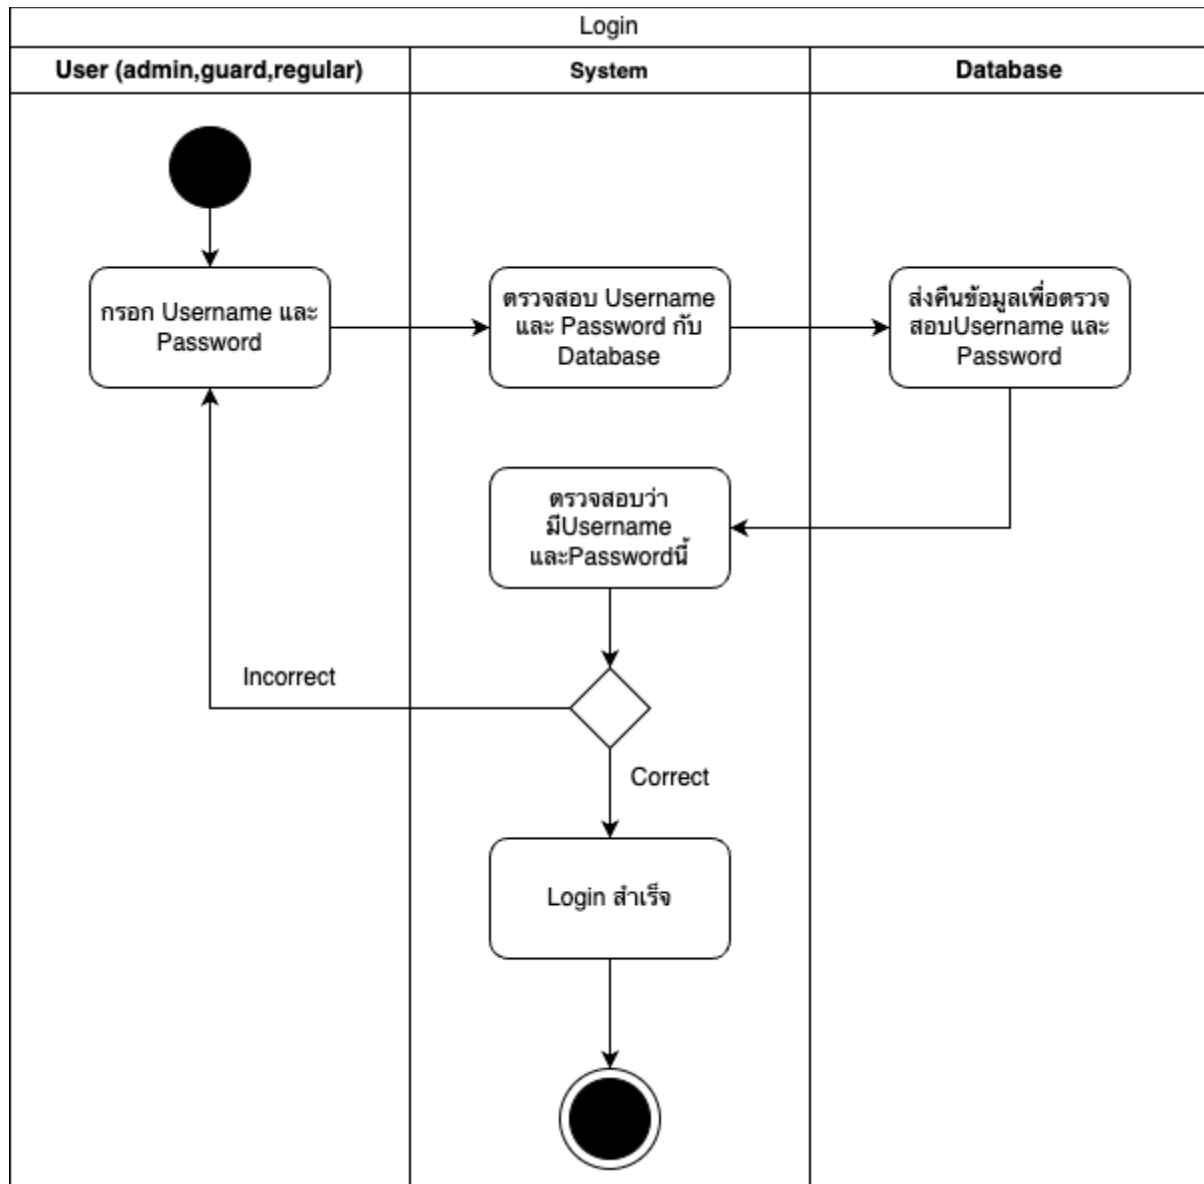 Login
User (admin,guard,regular)
System
Database
กรอก Username และ
Password
ตรวจสอบ Username
และ Password กับ
Database
ส่งคืนข้อมูลเพื่อตรวจ
สอบUsername และ
Password
ตรวจสอบว่า
มีUsername
และPasswordนี้
Incorrect
Correct
Login สำเร็จ